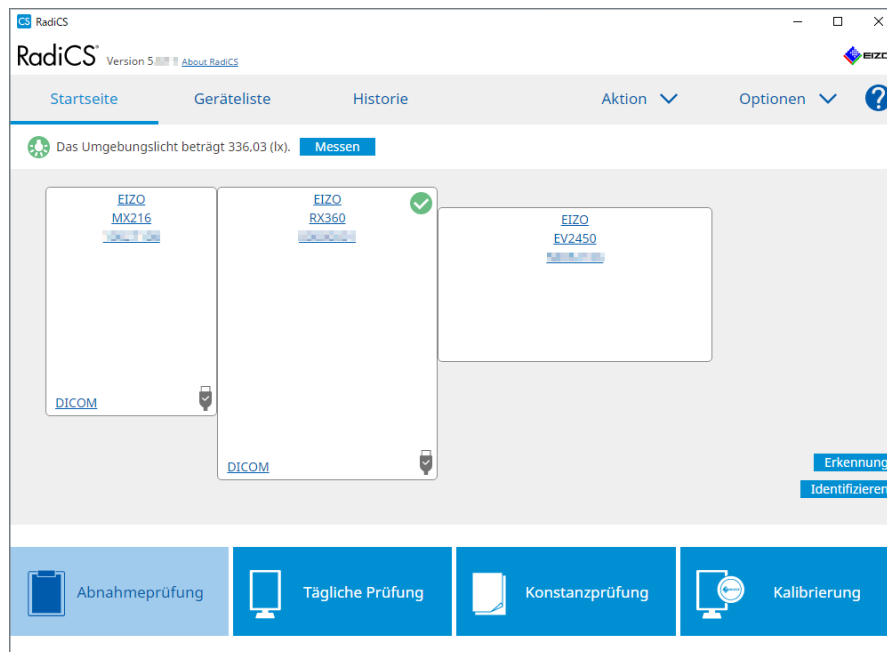 CS RadiCS
RadiCS Version 5. About RadiCS EIZO
Startseite Geräteliste Historie Aktion Optionen ?
Das Umgebungslicht beträgt 336,03 (lx). Messen
EIZO
MX216
DICOM
EIZO
RX360
DICOM
EIZO
EV2450
Erkennung
Identifizieren
Abnahmeprüfung Tägliche Prüfung Konstanzprüfung Kalibrierung